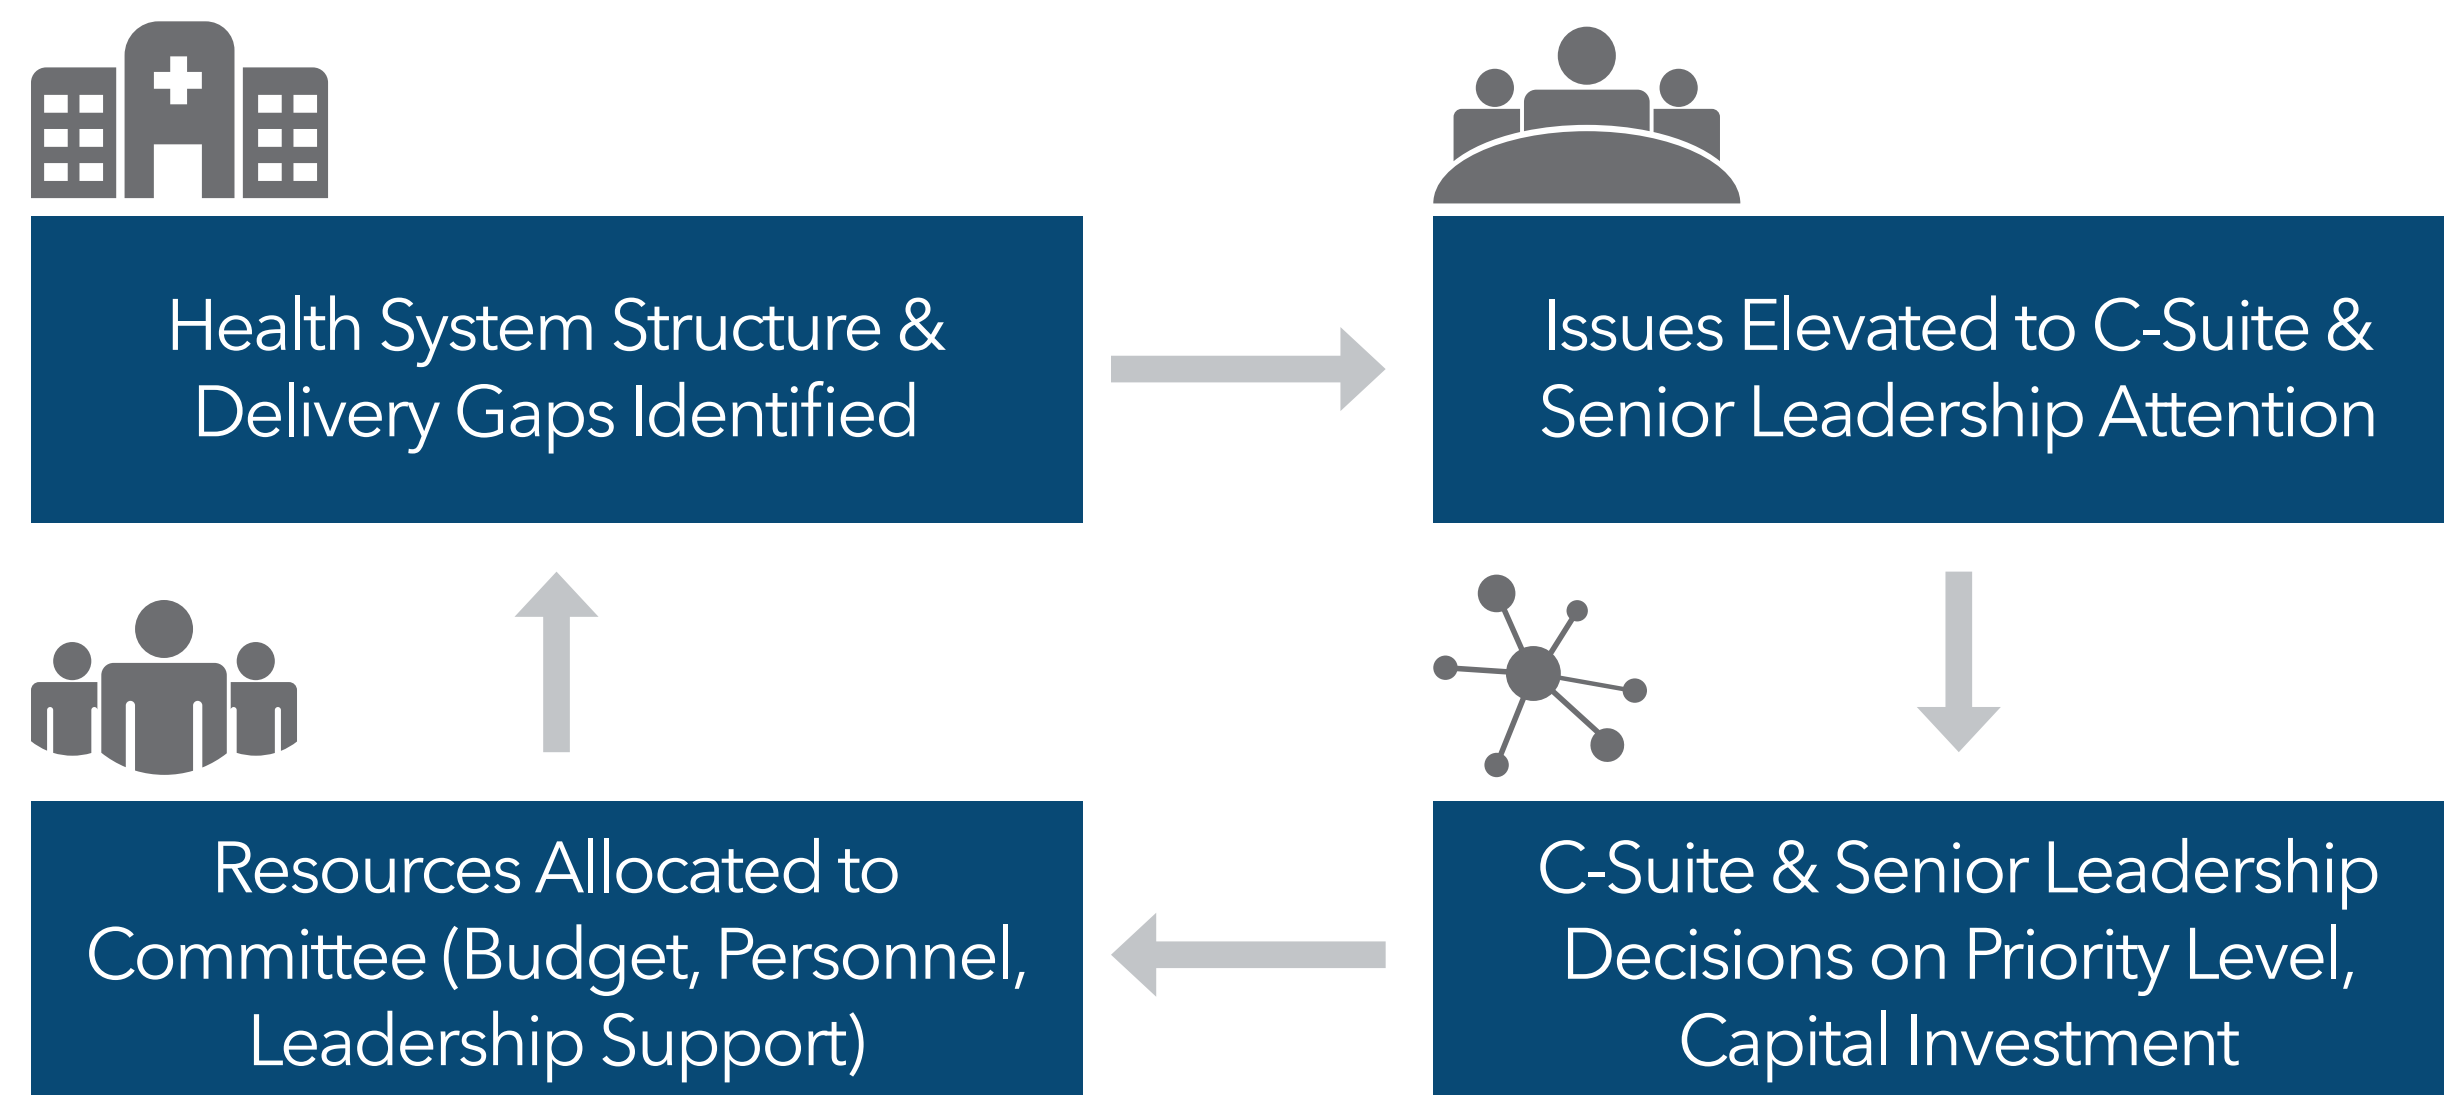 Health System Structure &
Delivery Gaps Identified
Issues Elevated to C-Suite &
Senior Leadership Attention
Resources Allocated to
Committee (Budget, Personnel,
Leadership Support)
C-Suite & Senior Leadership
Decisions on Priority Level,
Capital Investment